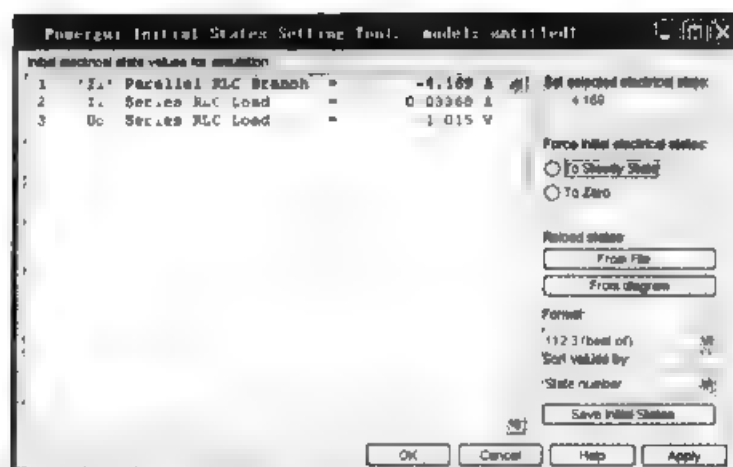 Powergui Initial States Setting Tool. model: untitled1
Initial electrical state values for simulation
1 'IL' Parallel RLC Branch = -4.169 A
2 IL Series RLC Load = 0.03368 A
3 Uc Series RLC Load = 1.015 V
Set selected electrical state:
4.169
Force initial electrical states:
To Steady State
To Zero
Reload states
From File
From diagram
Format
Sort values by
State number
Save Initial States
OK
Cancel
Help
Apply